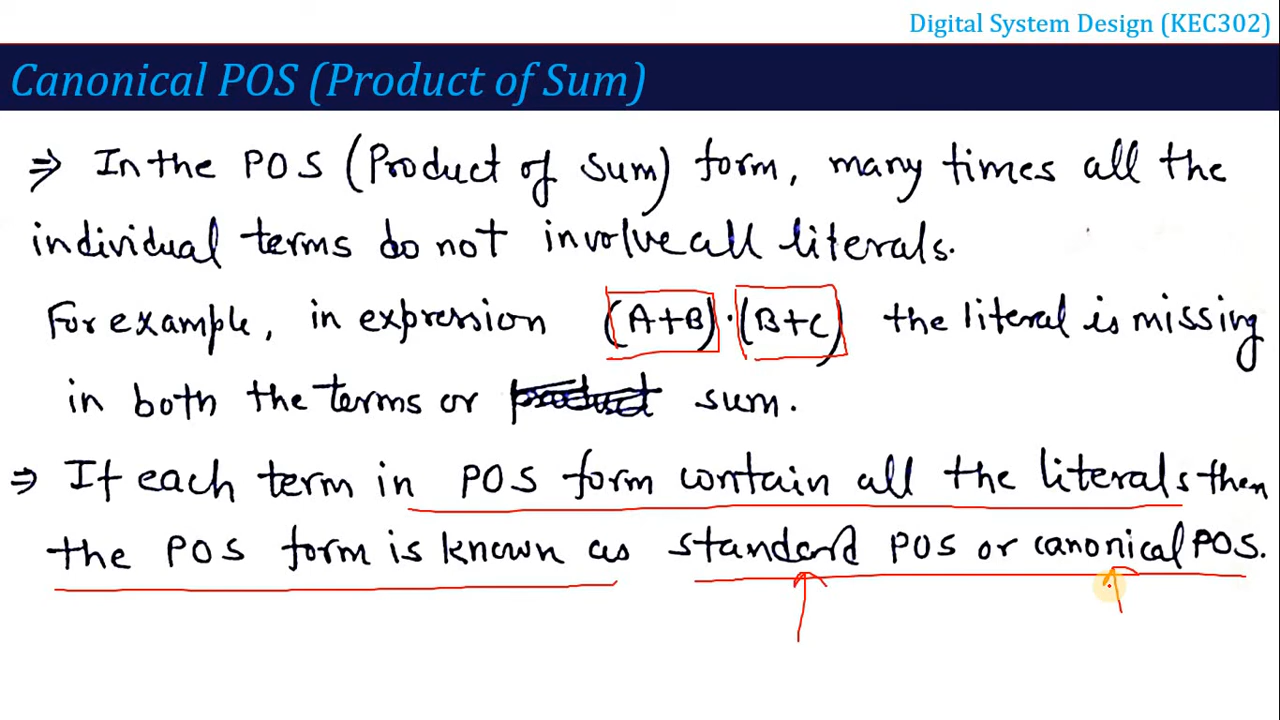 Digital System Design (KEC302)
Canonical POS (Product of Sum)
⇒ In the POS (Product of Sum) form, many times all the
individual terms do not involve all literals.
For example, in expression (A+B)·(B+C) the literal is missing
in both the terms or product sum.
⇒ If each term in POS form contain all the literals then
the POS form is known as standard POS or canonical POS.